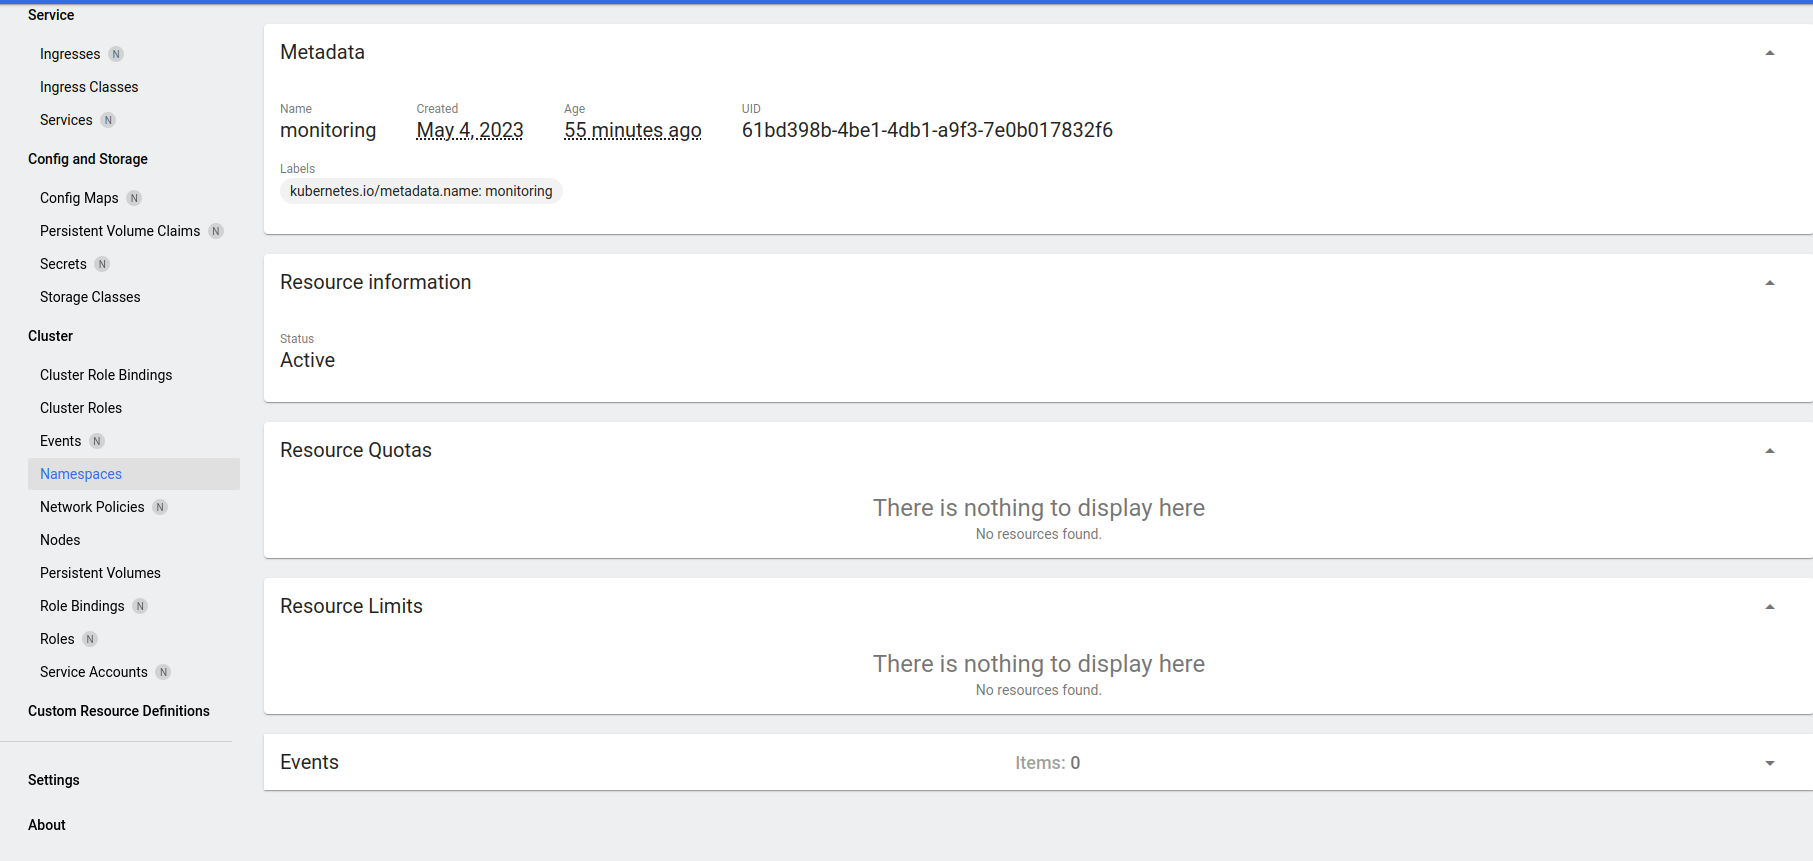 Service
Ingresses N
Ingress Classes
Services N
Config and Storage
Config Maps N
Persistent Volume Claims N
Secrets N
Storage Classes
Cluster
Cluster Role Bindings
Cluster Roles
Events N
Namespaces
Network Policies N
Nodes
Persistent Volumes
Role Bindings N
Roles N
Service Accounts N
Custom Resource Definitions
Settings
About
Metadata
Name Created Age UID
monitoring May 4, 2023 55 minutes ago 61bd398b-4be1-4db1-a9f3-7e0b017832f6
Labels
kubernetes.io/metadata.name: monitoring
Resource information
Status
Active
Resource Quotas
There is nothing to display here
No resources found.
Resource Limits
There is nothing to display here
No resources found.
Events Items: 0